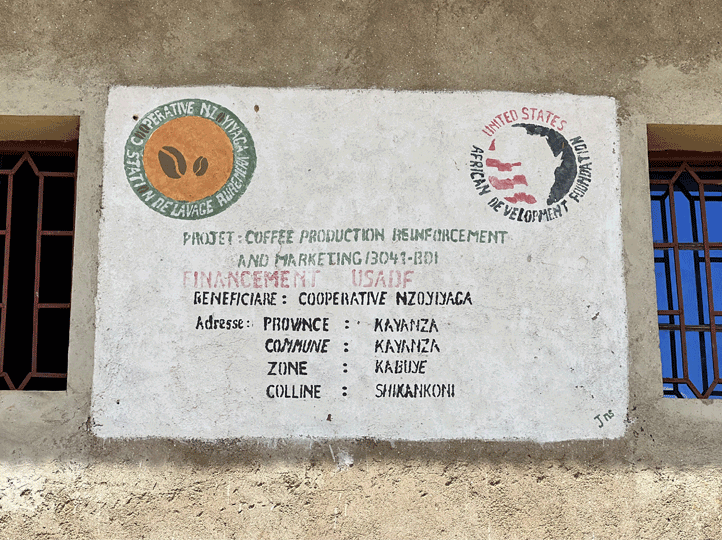 COOPERATIVE NZOYIYAGA
STATION DE LAVAGE RUREMERA
UNITED STATES
AFRICAN DEVELOPMENT FOUNDATION
PROJET : COFFEE PRODUCTION REINFORCEMENT
AND MARKETING/3041-BDI
FINANCEMENT USADF
BENEFICIARE : COOPERATIVE NZOYIYAGA
Adresse : PROVINCE : KAYANZA
COMMUNE : KAYANZA
ZONE : KABUYE
COLLINE : SHIKANKONI
Jns